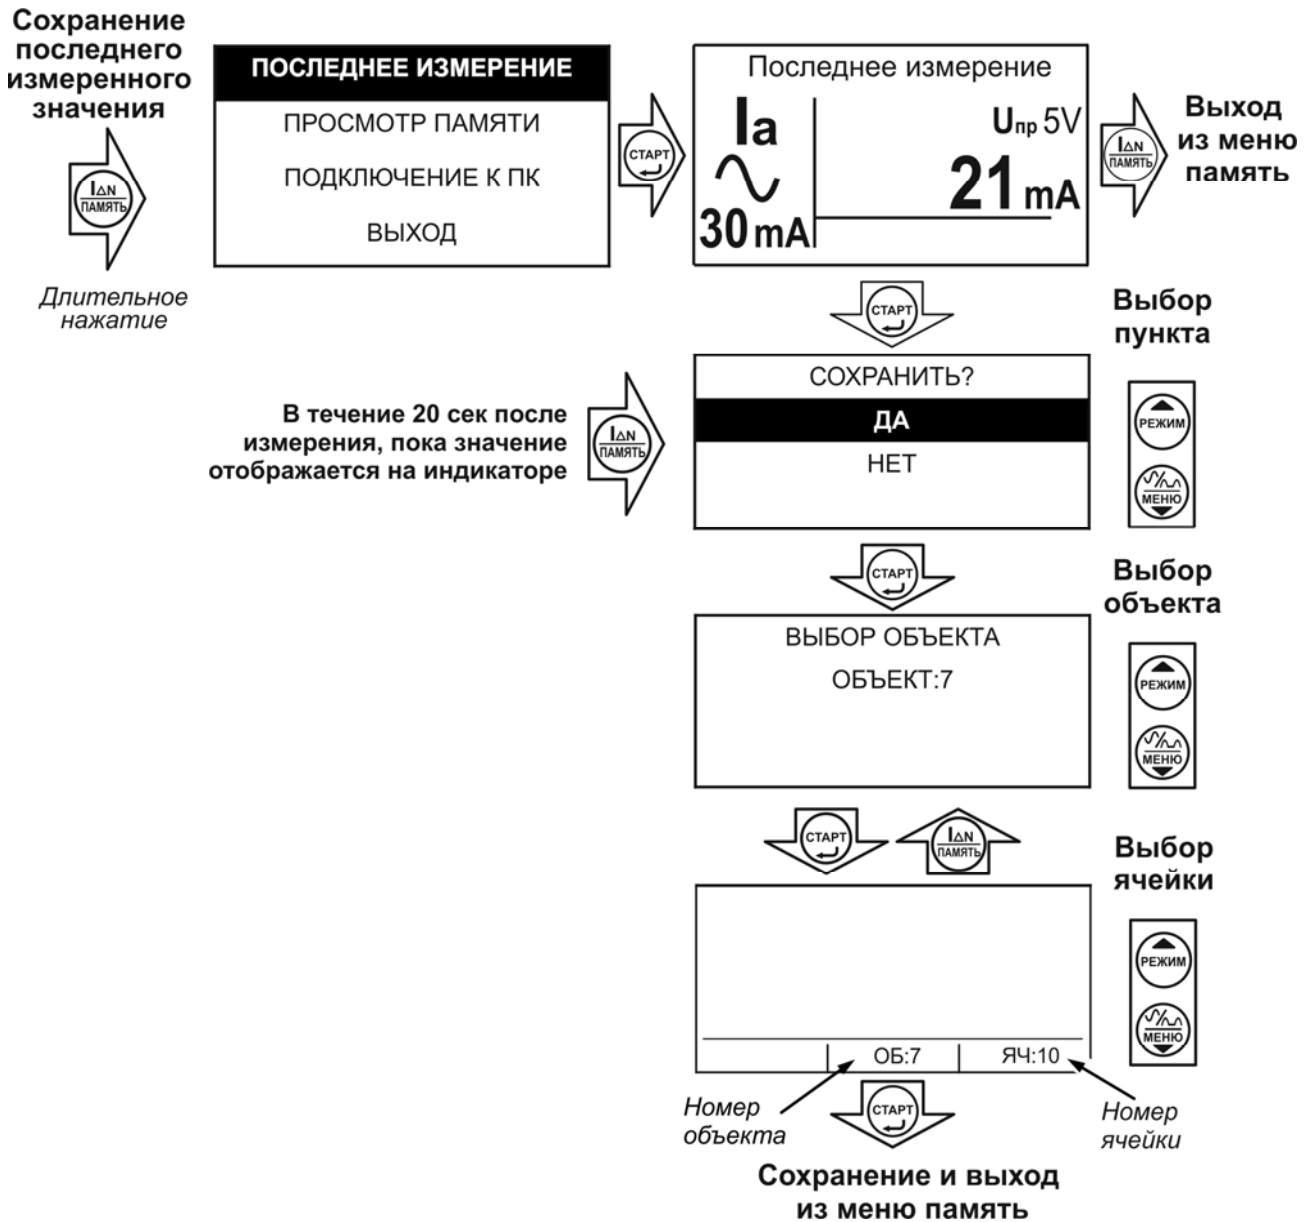 Сохранение
последнего
измеренного
значения
IΔN
ПАМЯТЬ
Длительное
нажатие
ПОСЛЕДНЕЕ ИЗМЕРЕНИЕ
ПРОСМОТР ПАМЯТИ
ПОДКЛЮЧЕНИЕ К ПК
ВЫХОД
СТАРТ
Последнее измерение
Ia
30 mA
Uпр 5V
21 mA
IΔN
ПАМЯТЬ
Выход
из меню
память
СТАРТ
В течение 20 сек после
измерения, пока значение
отображается на индикаторе
IΔN
ПАМЯТЬ
СОХРАНИТЬ?
ДА
НЕТ
Выбор
пункта
РЕЖИМ
МЕНЮ
СТАРТ
ВЫБОР ОБЪЕКТА
ОБЪЕКТ:7
Выбор
объекта
РЕЖИМ
МЕНЮ
СТАРТ
IΔN
ПАМЯТЬ
Выбор
ячейки
РЕЖИМ
МЕНЮ
ОБ:7
ЯЧ:10
Номер
объекта
СТАРТ
Номер
ячейки
Сохранение и выход
из меню память